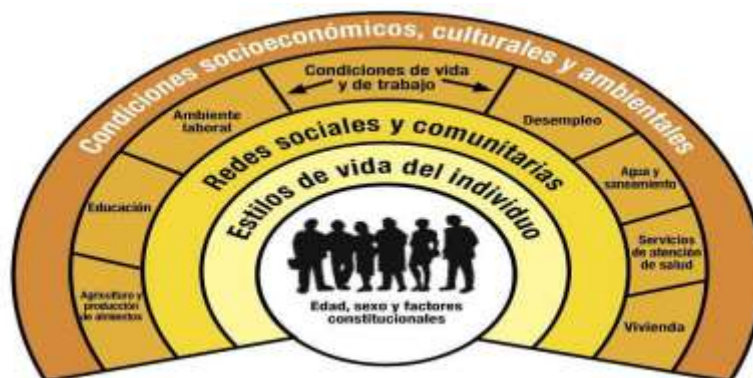 Condiciones socioeconómicos, culturales y ambientales
Condiciones de vida
y de trabajo
Ambiente
laboral
Desempleo
Educación
Agua y
saneamiento
Agricultura y
producción
de alimentos
Servicios
de atención
de salud
Vivienda
Redes sociales y comunitarias
Estilos de vida del individuo
Edad, sexo y factores
constitucionales